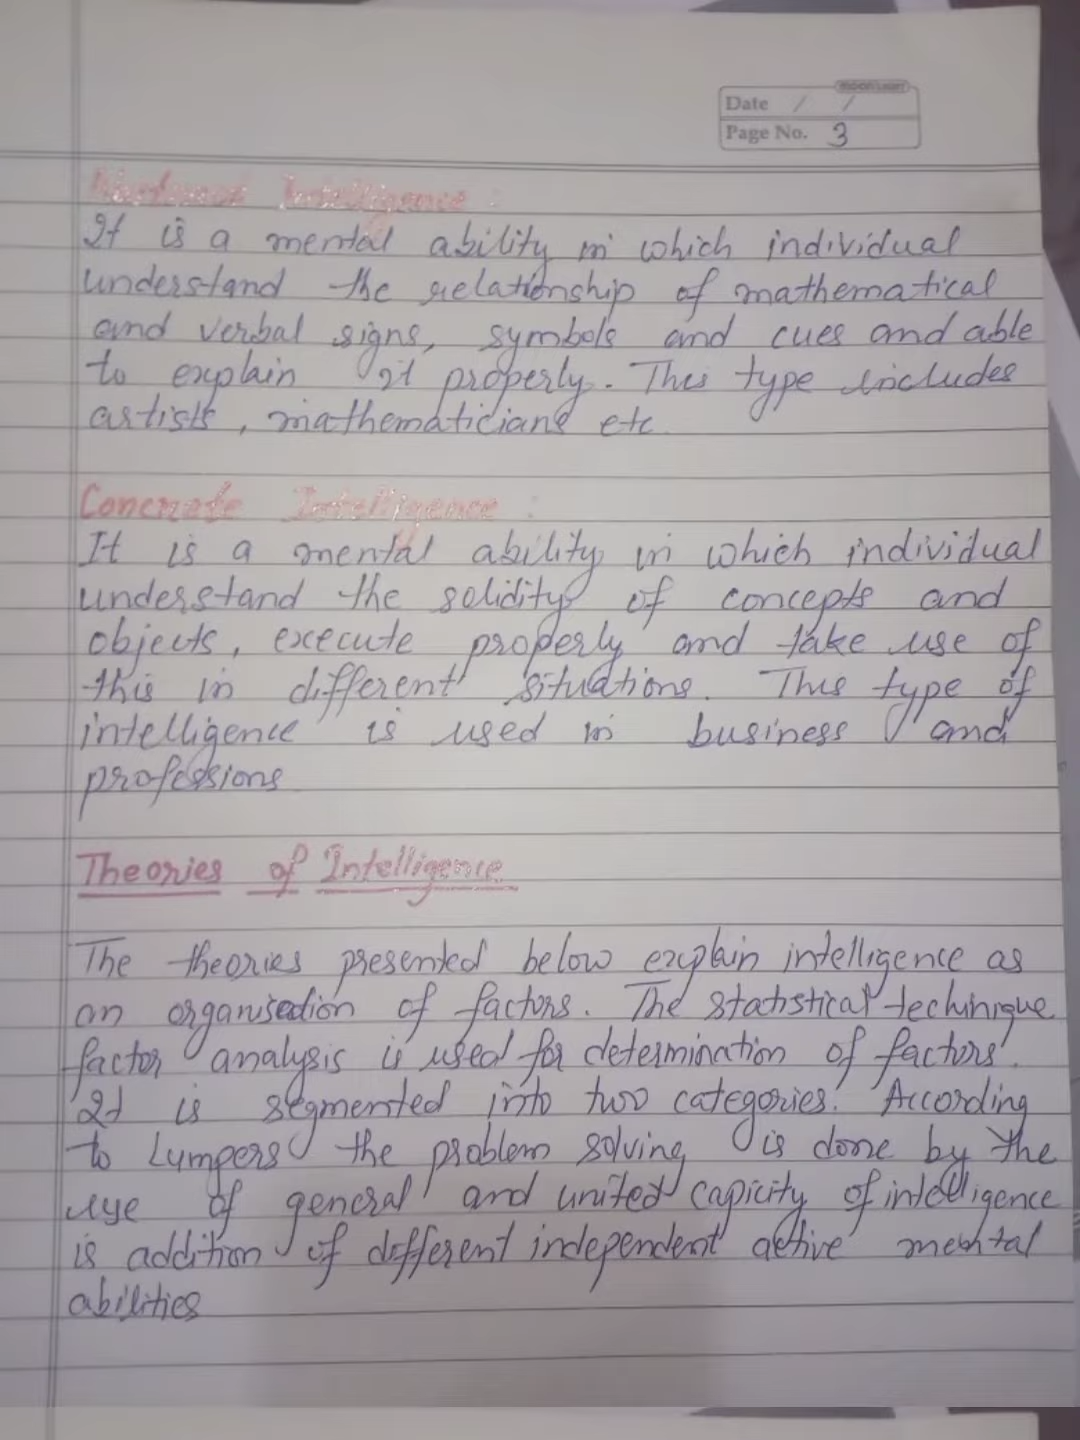 Date / /
Page No. 3
Intelligence :
It is a mental ability in which individual
understand the relationship of mathematical
and verbal signs, symbols and cues and able
to explain it properly. This type includes
artists, mathematicians etc
Concrete Intelligence :
It is a mental ability in which individual
understand the solidity of concepts and
objects, execute properly and take use of
this in different situations. This type of
intelligence is used in business and
professions
Theories of Intelligence
The theories presented below explain intelligence as
an organisation of factors. The statistical techinique
factor analysis is used for determination of factors.
It is segmented into two categories. According
to Lumpers the problem solving is done by the
of general and united capicity of intelligence
is addition of different independent active mental
abilities